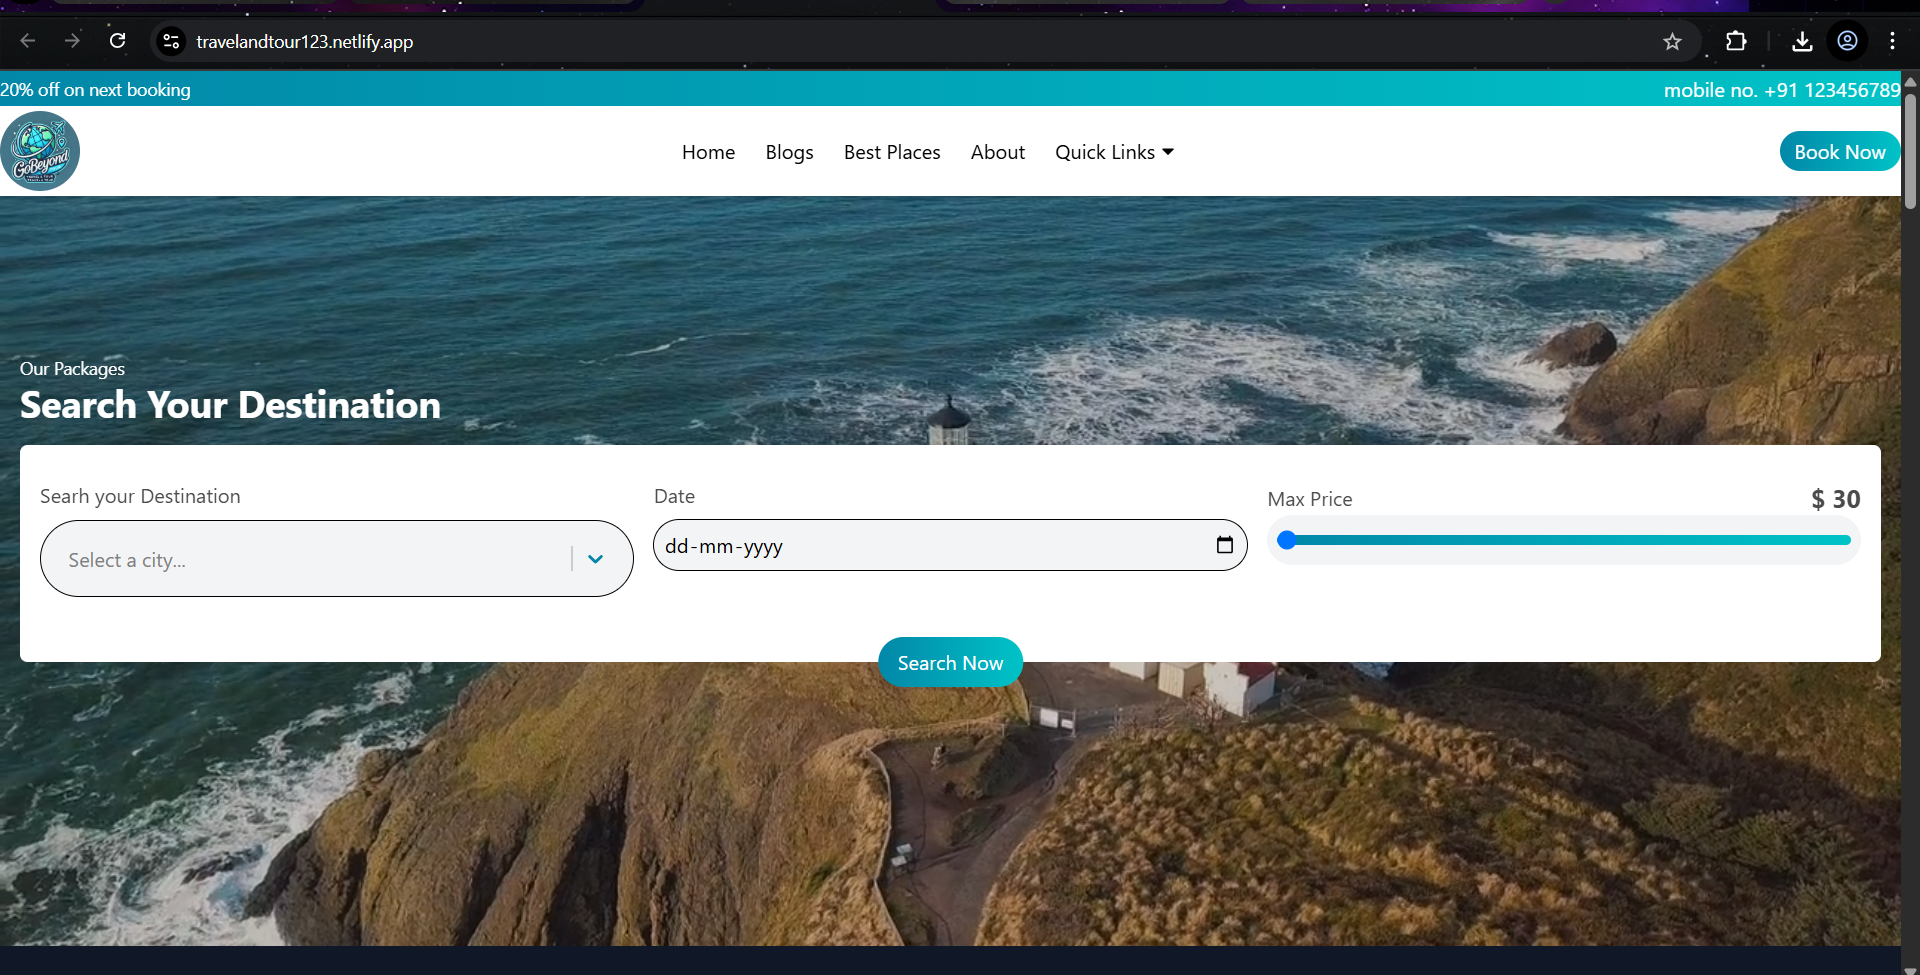 travelandtour123.netlify.app
20% off on next booking
mobile no. +91 123456789
GoBeyond
Home
Blogs
Best Places
About
Quick Links
Book Now
Our Packages
Search Your Destination
Searh your Destination
Date
Max Price
$ 30
Select a city...
dd-mm-yyyy
Search Now